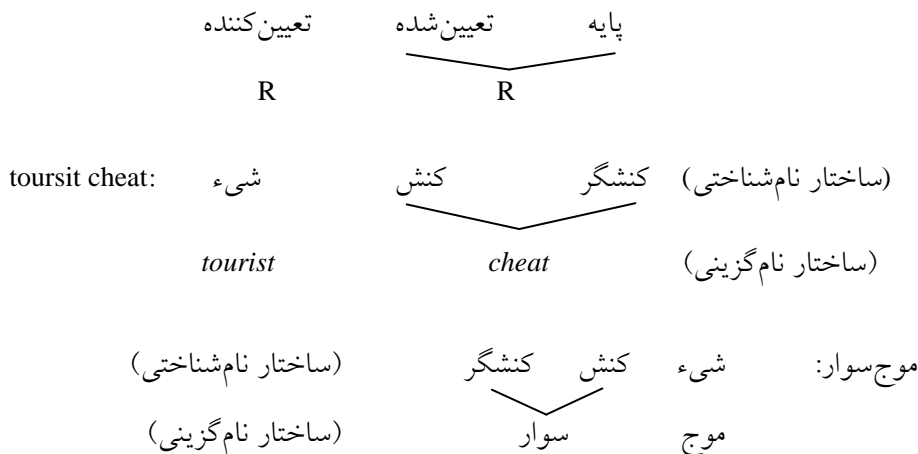 پایه تعیین‌شده تعیین‌کننده
R R
toursit cheat: شیء کنش کنشگر (ساختار نام‌شناختی)
tourist cheat (ساختار نام‌گزینی)
موج‌سوار: شیء کنش کنشگر (ساختار نام‌شناختی)
موج سوار (ساختار نام‌گزینی)